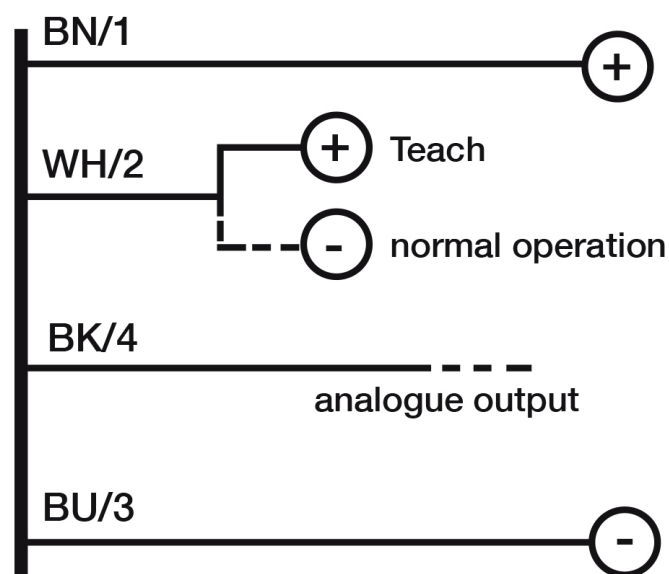 BN/1
+
WH/2
+ Teach
- normal operation
BK/4
analogue output
BU/3
-